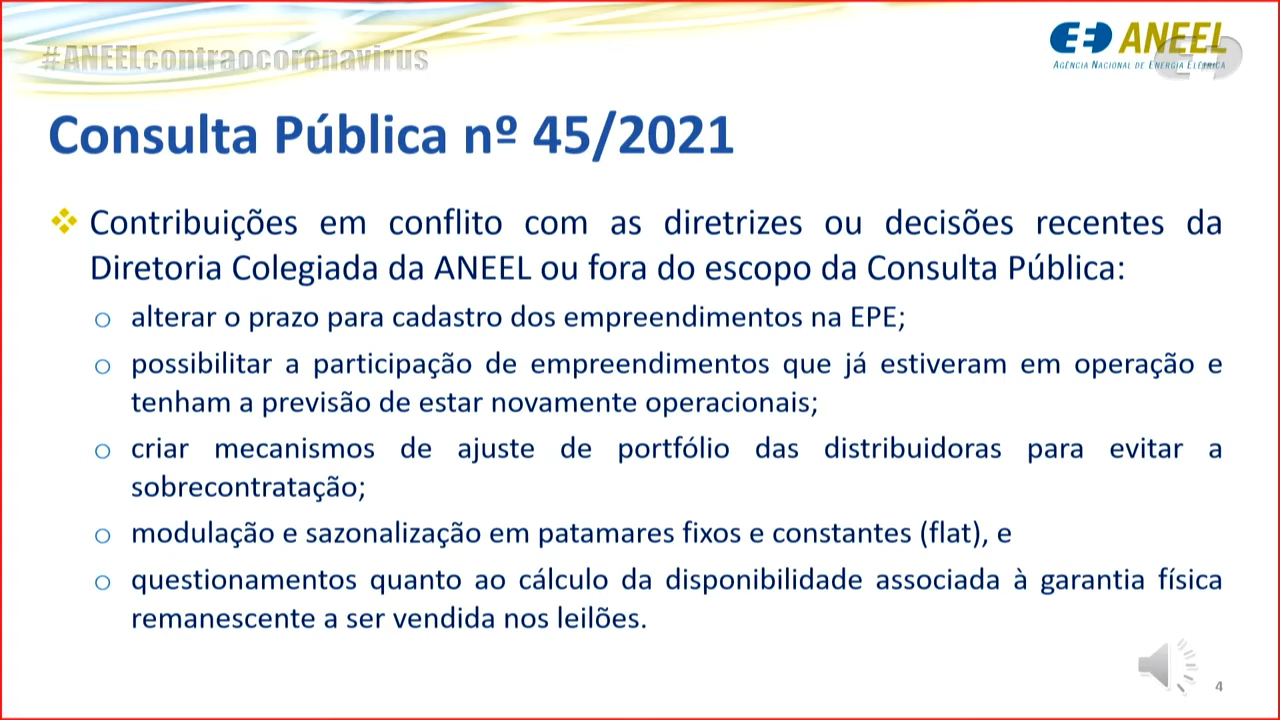 #ANEELcontraocoronavirus
ANEEL
AGÊNCIA NACIONAL DE ENERGIA ELÉTRICA
Consulta Pública nº 45/2021
Contribuições em conflito com as diretrizes ou decisões recentes da
Diretoria Colegiada da ANEEL ou fora do escopo da Consulta Pública:
o alterar o prazo para cadastro dos empreendimentos na EPE;
o possibilitar a participação de empreendimentos que já estiveram em operação e
tenham a previsão de estar novamente operacionais;
o criar mecanismos de ajuste de portfólio das distribuidoras para evitar a
sobrecontratação;
o modulação e sazonalização em patamares fixos e constantes (flat), e
o questionamentos quanto ao cálculo da disponibilidade associada à garantia física
remanescente a ser vendida nos leilões.
4